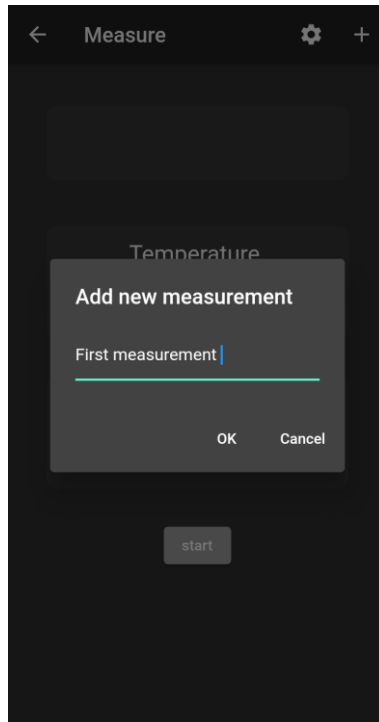 Measure
Temperature
Add new measurement
First measurement
OK Cancel
start